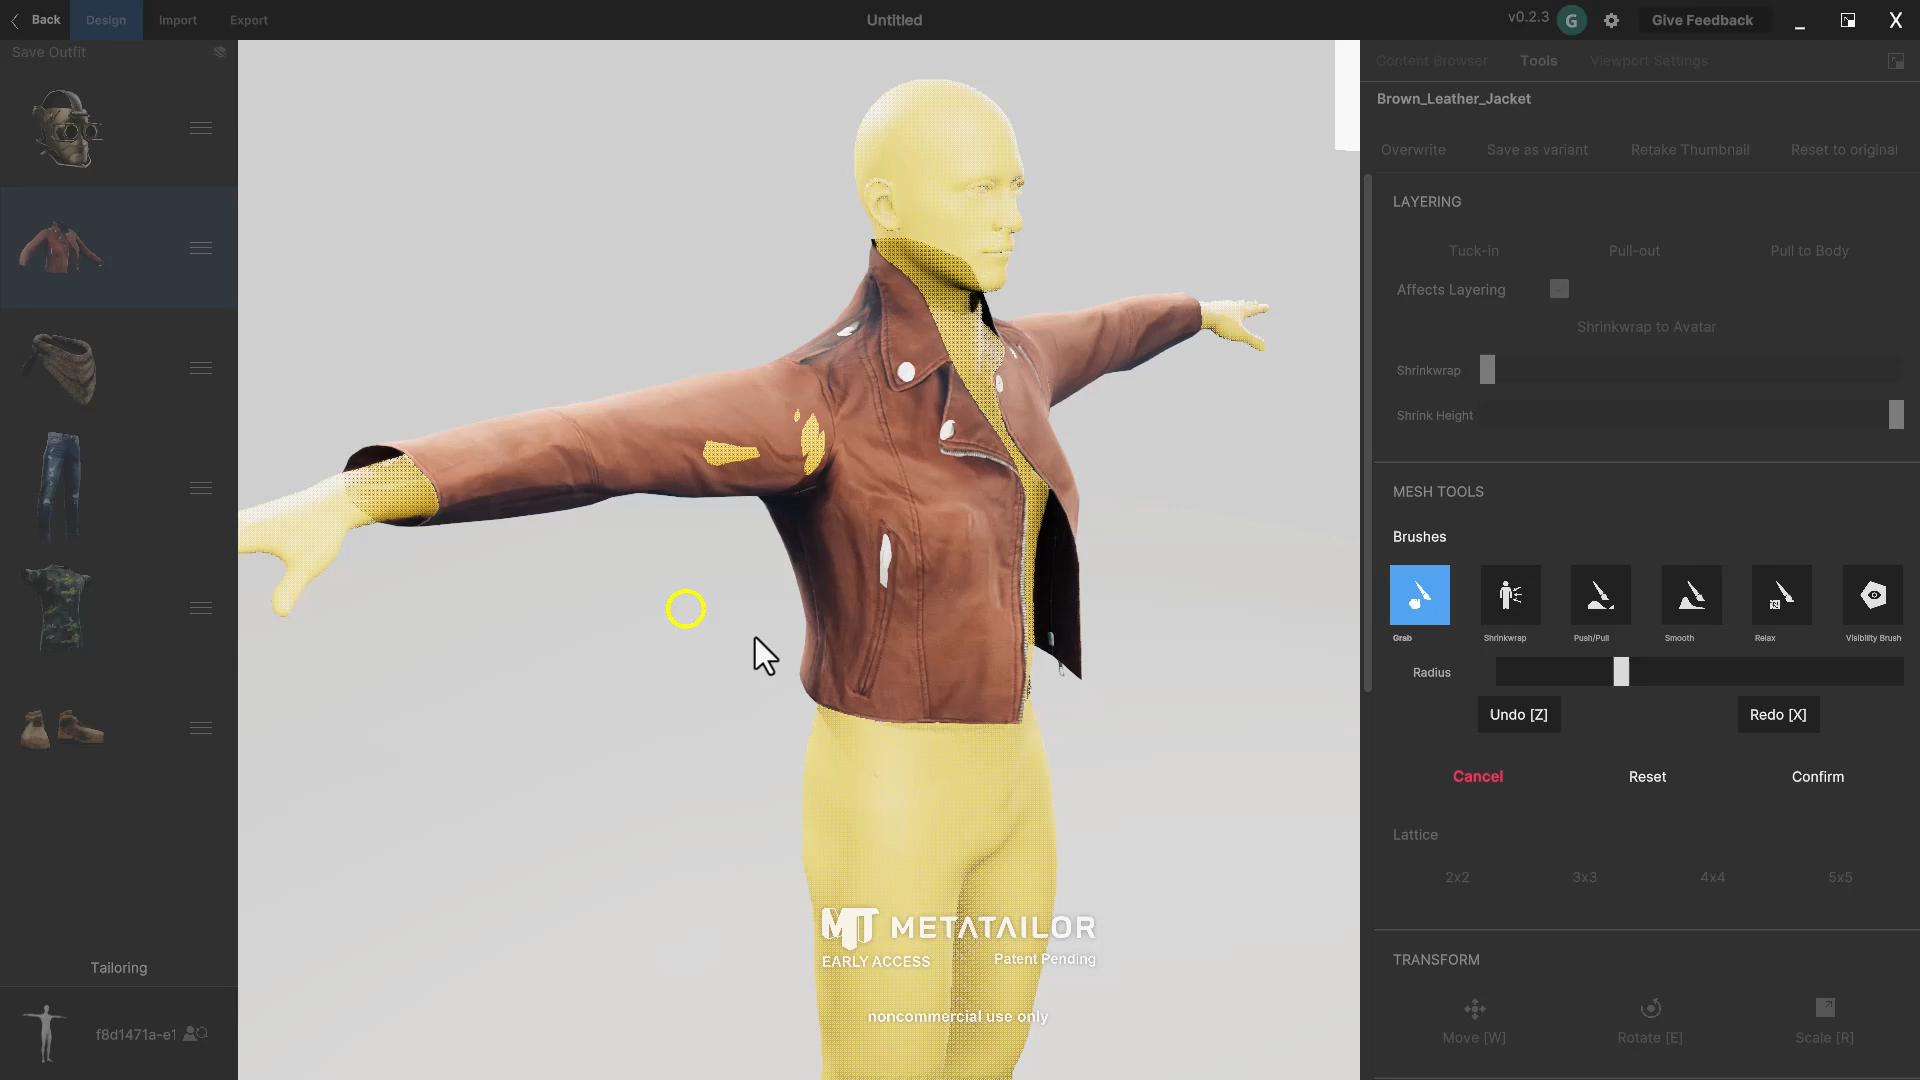 Back
Design
Import
Export
Untitled
v0.2.3
G
Give Feedback
X
Save Outfit
Content Browser
Tools
Viewport Settings
Brown_Leather_Jacket
Overwrite
Save as variant
Retake Thumbnail
Reset to original
LAYERING
Tuck-in
Pull-out
Pull to Body
Affects Layering
Shrinkwrap to Avatar
Shrinkwrap
Shrink Height
MESH TOOLS
Brushes
Grab
Shrinkwrap
Push/Pull
Smooth
Relax
Visibility Brush
Radius
Undo [Z]
Redo [X]
Cancel
Reset
Confirm
Lattice
2x2
3x3
4x4
5x5
TRANSFORM
Move [W]
Rotate [E]
Scale [R]
MT METATAILOR
EARLY ACCESS
Patent Pending
noncommercial use only
Tailoring
f8d1471a-e1